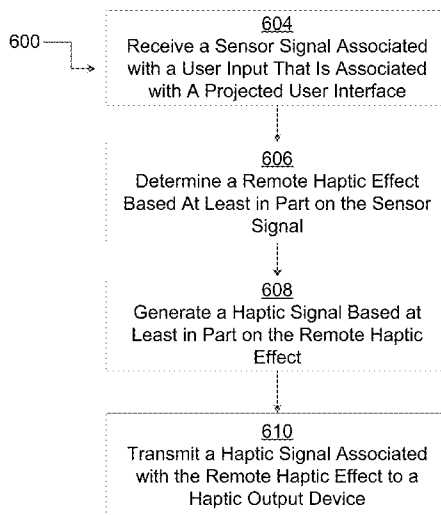 600
604
Receive a Sensor Signal Associated
with a User Input That Is Associated
with A Projected User Interface
606
Determine a Remote Haptic Effect
Based At Least in Part on the Sensor
Signal
608
Generate a Haptic Signal Based at
Least in Part on the Remote Haptic
Effect
610
Transmit a Haptic Signal Associated
with the Remote Haptic Effect to a
Haptic Output Device